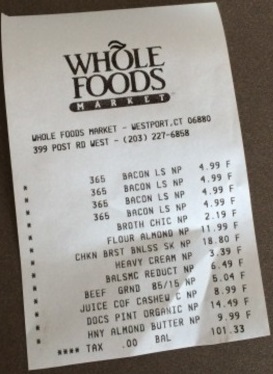 WHOLE
FOODS
MARKET
WHOLE FOODS MARKET - WESTPORT,CT 06880
399 POST RD WEST - (203) 227-6858
365 BACON LS NP 4.99 F
365 BACON LS NP 4.99 F
365 BACON LS NP 4.99 F
365 BACON LS NP 4.99 F
BROTH CHIC NP 2.19 F
FLOUR ALMOND NP 11.99 F
CHKN BRST BNLSS SK NP 18.80 F
HEAVY CREAM NP 3.39 F
BALSMC REDUCT NP 6.49 F
BEEF GRND 85/15 NP 5.04 F
JUICE COF CASHEW C NP 8.99 F
DOCS PINT ORGANIC NP 14.49 F
HNY ALMOND BUTTER NP 9.99 F
**** TAX .00 BAL 101.33